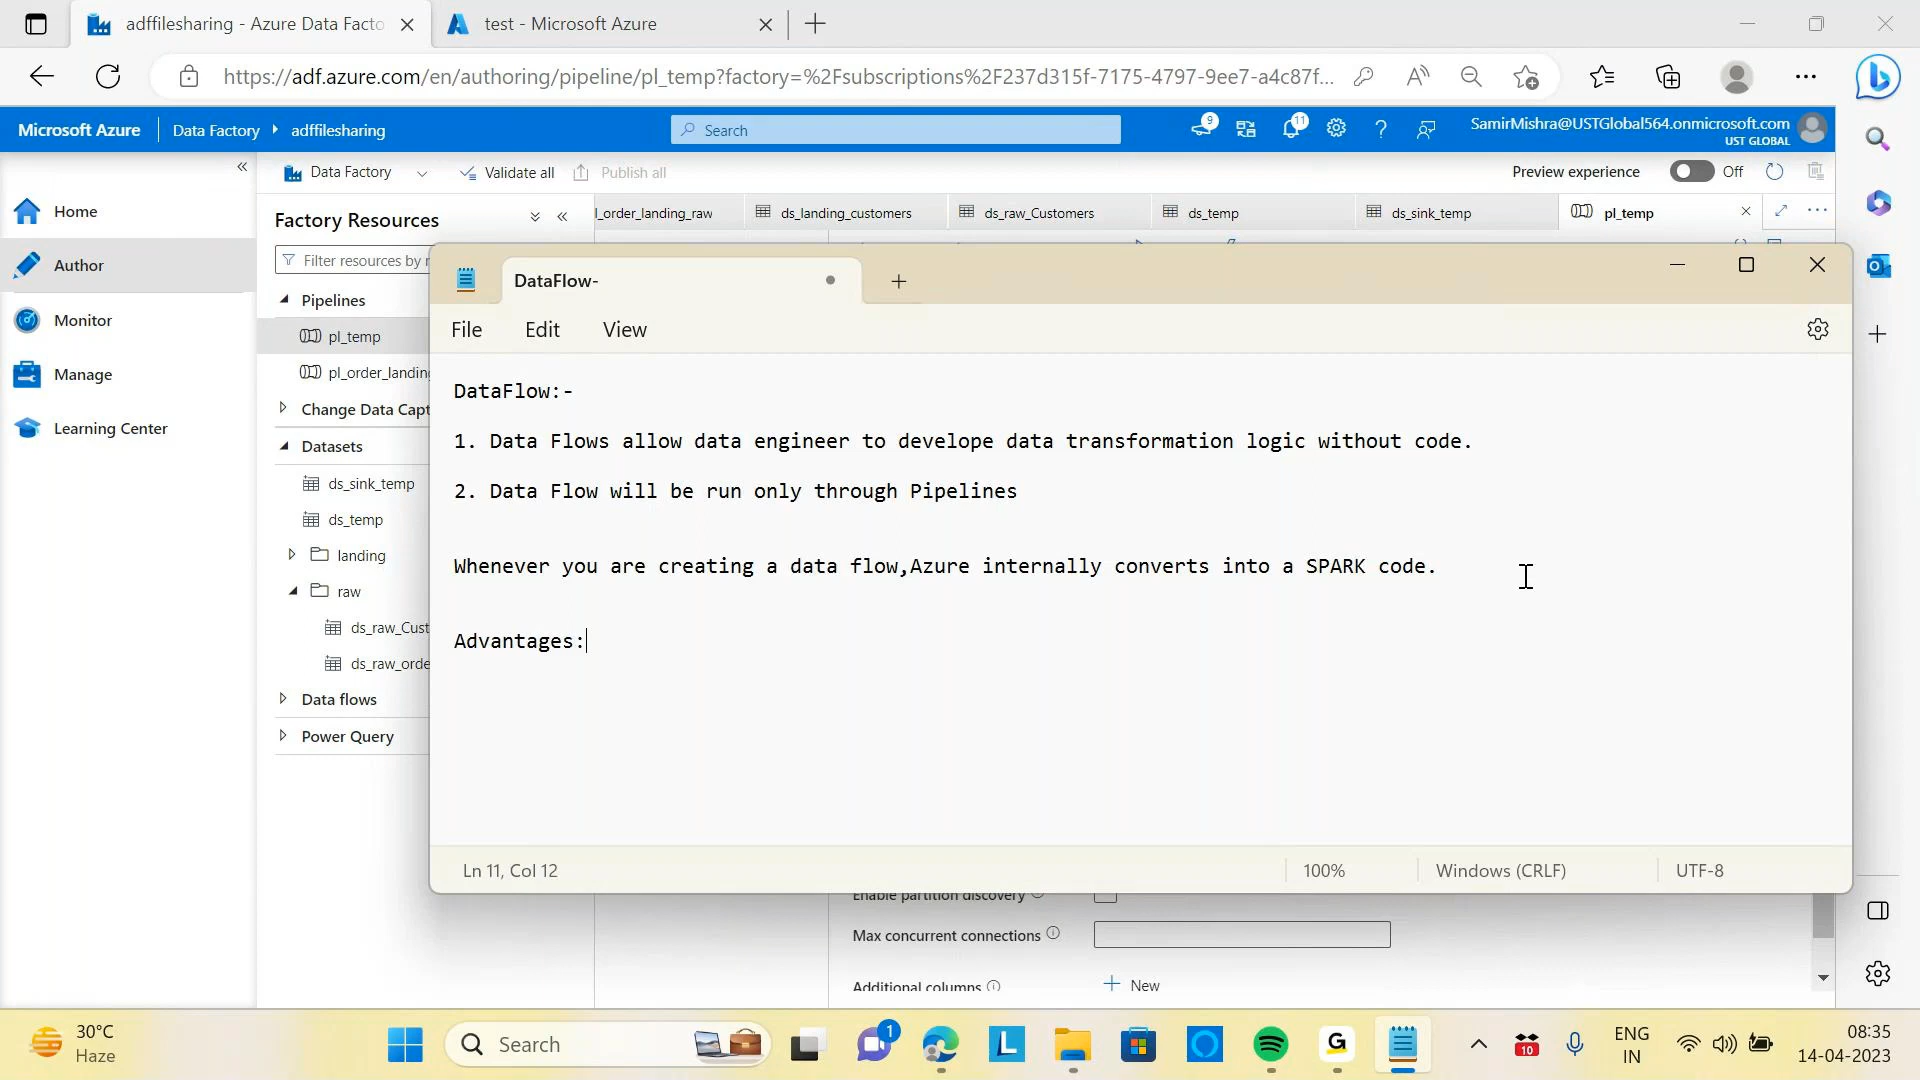 adffilesharing - Azure Data Facto
test - Microsoft Azure
https://adf.azure.com/en/authoring/pipeline/pl_temp?factory=%2Fsubscriptions%2F237d315f-7175-4797-9ee7-a4c87f...
Microsoft Azure
Data Factory
adffilesharing
Search
9
11
SamirMishra@USTGlobal564.onmicrosoft.com
UST GLOBAL
Data Factory
Validate all
Publish all
Preview experience
Off
Home
Author
Monitor
Manage
Learning Center
Factory Resources
l_order_landing_raw
ds_landing_customers
ds_raw_Customers
ds_temp
ds_sink_temp
pl_temp
Filter resources by
Pipelines
pl_temp
pl_order_landing
Change Data Capt
Datasets
ds_sink_temp
ds_temp
landing
raw
ds_raw_Cust
ds_raw_orde
Data flows
Power Query
DataFlow-
File
Edit
View
DataFlow:-
1. Data Flows allow data engineer to develope data transformation logic without code.
2. Data Flow will be run only through Pipelines
Whenever you are creating a data flow,Azure internally converts into a SPARK code.
Advantages:
Ln 11, Col 12
100%
Windows (CRLF)
UTF-8
Enable partition discovery
Max concurrent connections
Additional columns
New
30°C
Haze
Search
1
10
ENG
IN
08:35
14-04-2023